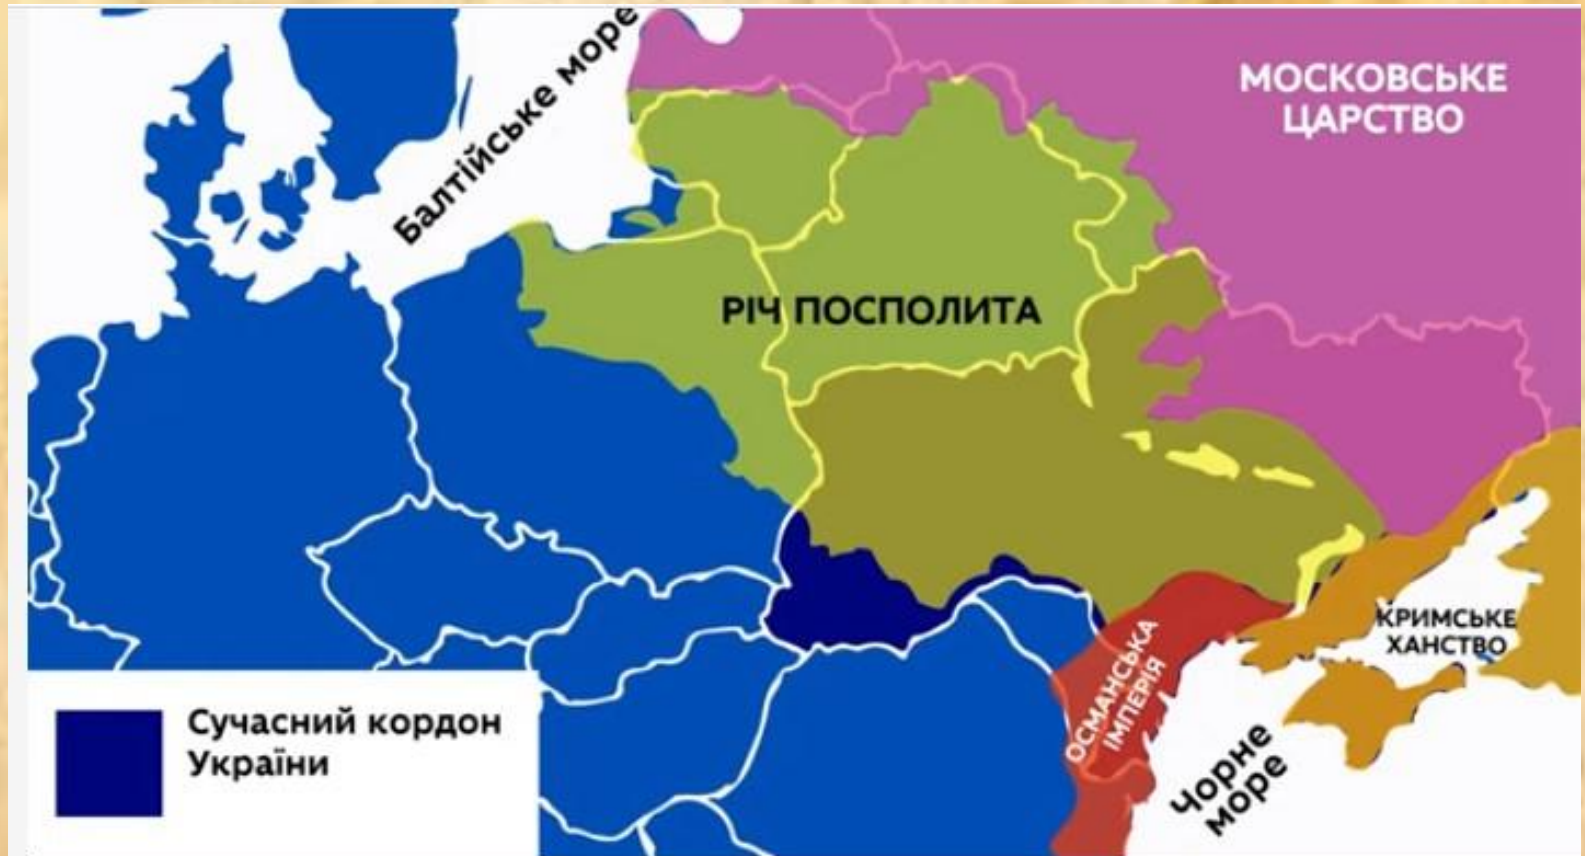 Балтійське море
МОСКОВСЬКЕ
ЦАРСТВО
РІЧ ПОСПОЛИТА
КРИМСЬКЕ
ХАНСТВО
ОСМАНСЬКА
ІМПЕРІЯ
Чорне
море
Сучасний кордон
України